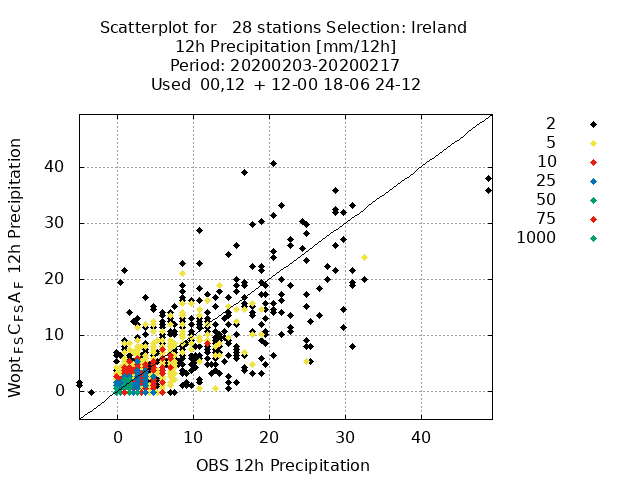 Scatterplot for   28 stations Selection: Ireland
12h Precipitation [mm/12h]
Period: 20200203-20200217
Used  00,12  + 12-00 18-06 24-12
2
5
10
25
50
75
1000
40
30
20
10
0
0
10
20
30
40
Wopt_FS C_FS A_F 12h Precipitation
OBS 12h Precipitation